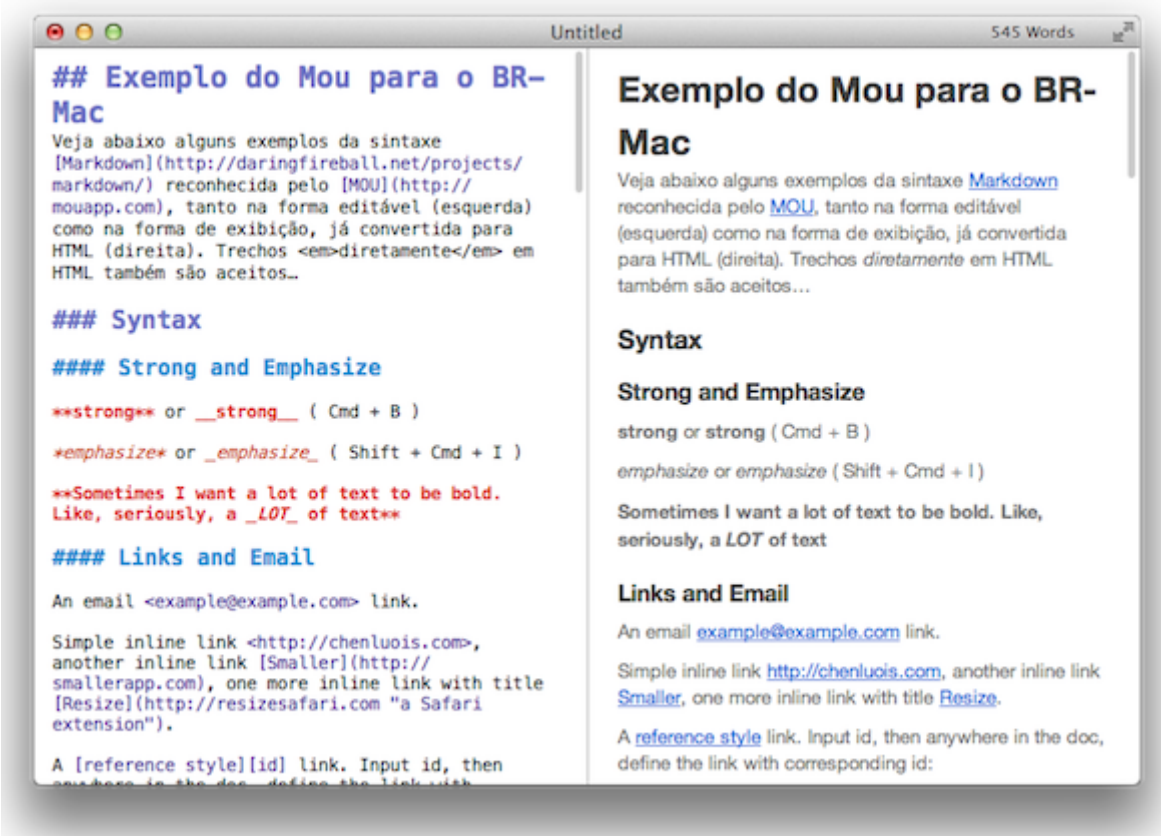 Untitled
545 Words
## Exemplo do Mou para o BR-
Mac
Veja abaixo alguns exemplos da sintaxe
[Markdown](http://daringfireball.net/projects/
markdown/) reconhecida pelo [MOU](http://
mouapp.com), tanto na forma editável (esquerda)
como na forma de exibição, já convertida para
HTML (direita). Trechos <em>diretamente</em> em
HTML também são aceitos…
### Syntax
#### Strong and Emphasize
**strong** or __strong__ ( Cmd + B )
*emphasize* or _emphasize_ ( Shift + Cmd + I )
**Sometimes I want a lot of text to be bold.
Like, seriously, a _LOT_ of text**
#### Links and Email
An email <example@example.com> link.
Simple inline link <http://chenluois.com>,
another inline link [Smaller](http://
smallerapp.com), one more inline link with title
[Resize](http://resizesafari.com "a Safari
extension").
A [reference style][id] link. Input id, then
anywhere in the doc, define the link with
Exemplo do Mou para o BR-
Mac
Veja abaixo alguns exemplos da sintaxe Markdown
reconhecida pelo MOU, tanto na forma editável
(esquerda) como na forma de exibição, já convertida
para HTML (direita). Trechos diretamente em HTML
também são aceitos…
Syntax
Strong and Emphasize
strong or strong ( Cmd + B )
emphasize or emphasize ( Shift + Cmd + I )
Sometimes I want a lot of text to be bold. Like,
seriously, a LOT of text
Links and Email
An email example@example.com link.
Simple inline link http://chenluois.com, another inline link
Smaller, one more inline link with title Resize.
A reference style link. Input id, then anywhere in the doc,
define the link with corresponding id: